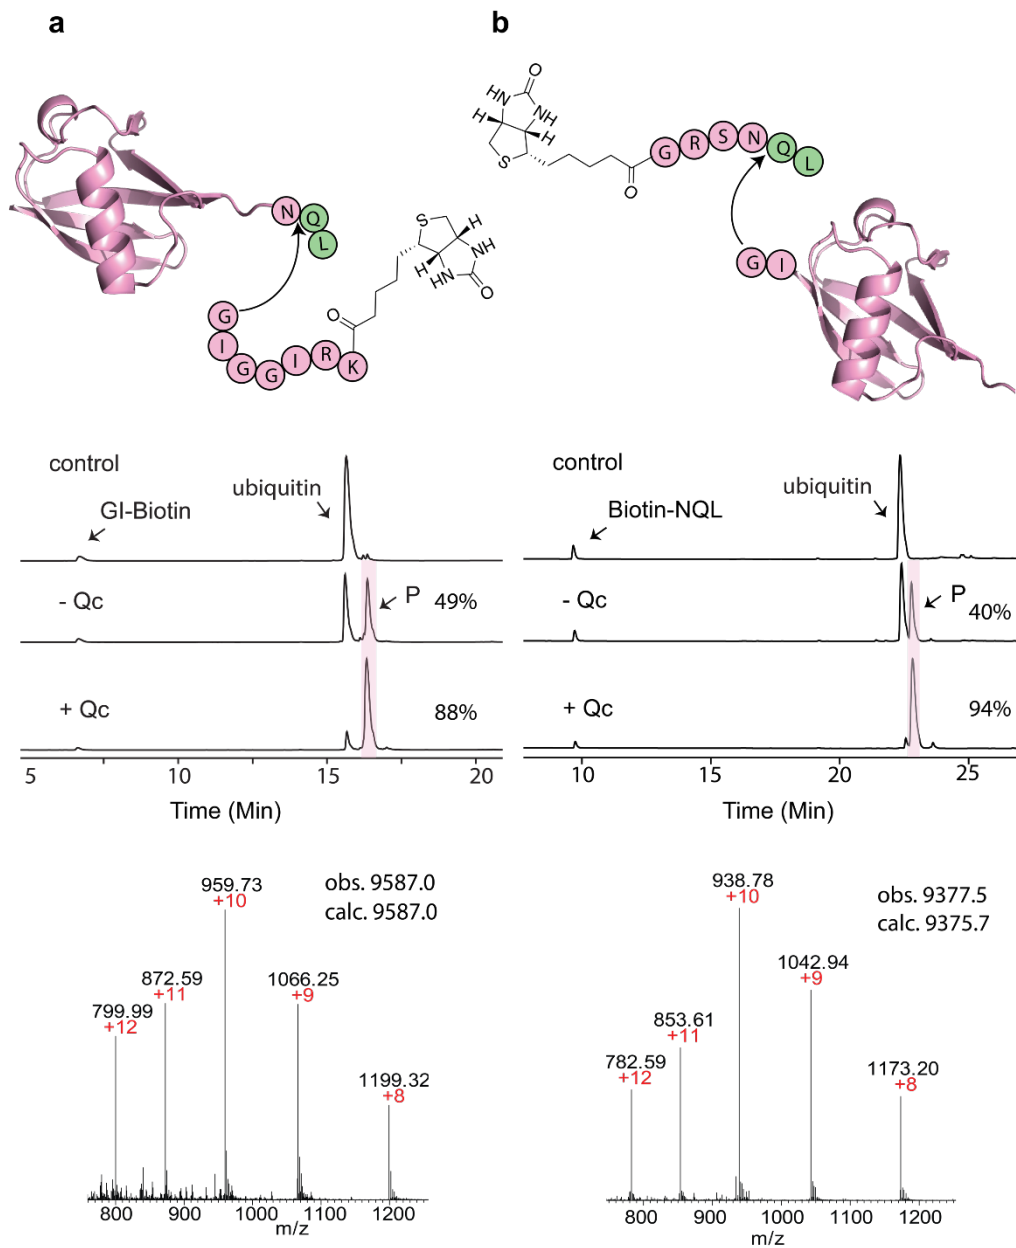 a
b
O
HN
NH
H
H
S
O
G
R
S
N
Q
L
N
Q
L
S
H
NH
H
HN
O
O
G
I
G
G
I
R
K
G
I
control
GI-Biotin
ubiquitin
- Qc
P
49%
+ Qc
88%
5
10
15
20
Time (Min)
control
Biotin-NQL
ubiquitin
- Qc
P
40%
+ Qc
94%
10
15
20
25
Time (Min)
959.73
+10
obs. 9587.0
calc. 9587.0
872.59
+11
1066.25
+9
799.99
+12
1199.32
+8
800
900
1000
1100
1200
m/z
938.78
+10
obs. 9377.5
calc. 9375.7
1042.94
+9
853.61
+11
782.59
+12
1173.20
+8
800
900
1000
1100
1200
m/z